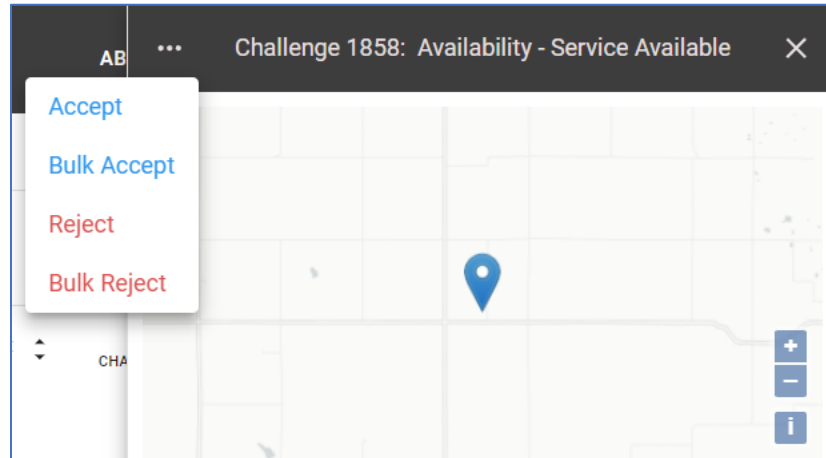 AB
... Challenge 1858: Availability - Service Available ×
Accept
Bulk Accept
Reject
Bulk Reject
CHA
+
−
i